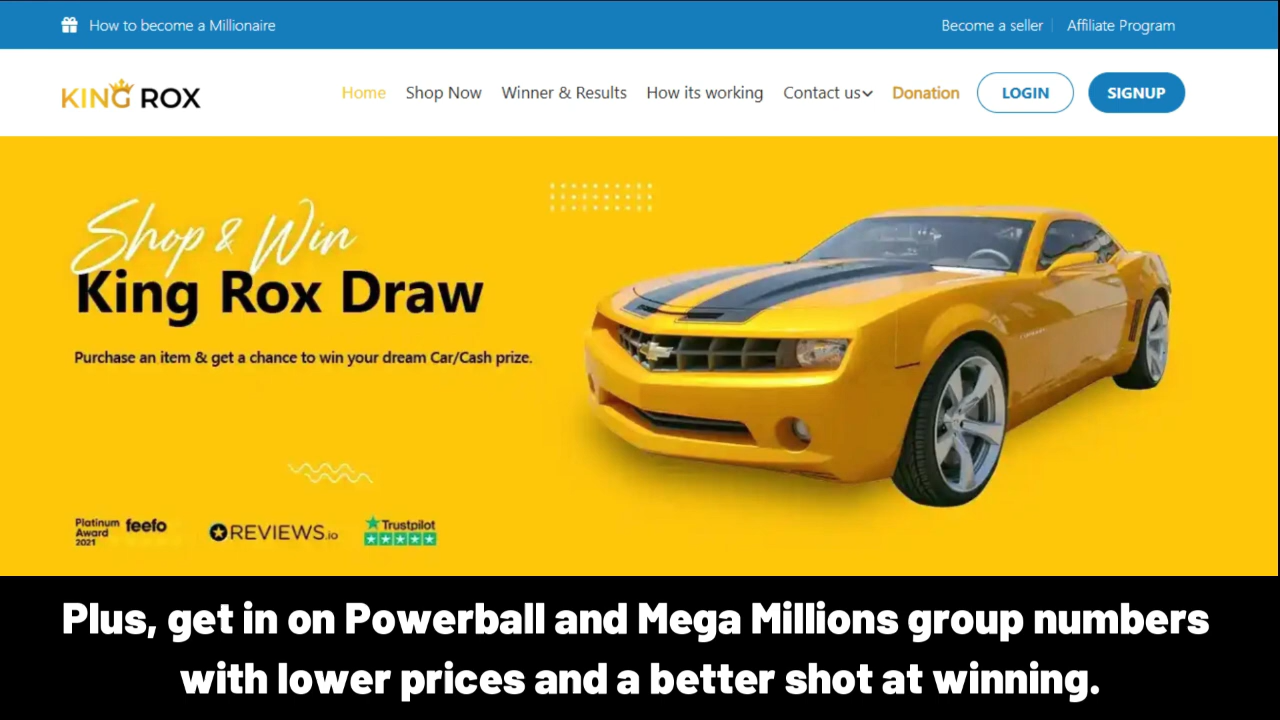 How to become a Millionaire
Become a seller
Affiliate Program
KING ROX
Home
Shop Now
Winner & Results
How its working
Contact us
Donation
LOGIN
SIGNUP
Shop & Win
King Rox Draw
Purchase an item & get a chance to win your dream Car/Cash prize.
Platinum
Award
2021
feefo
REVIEWS.io
Trustpilot
Plus, get in on Powerball and Mega Millions group numbers
with lower prices and a better shot at winning.